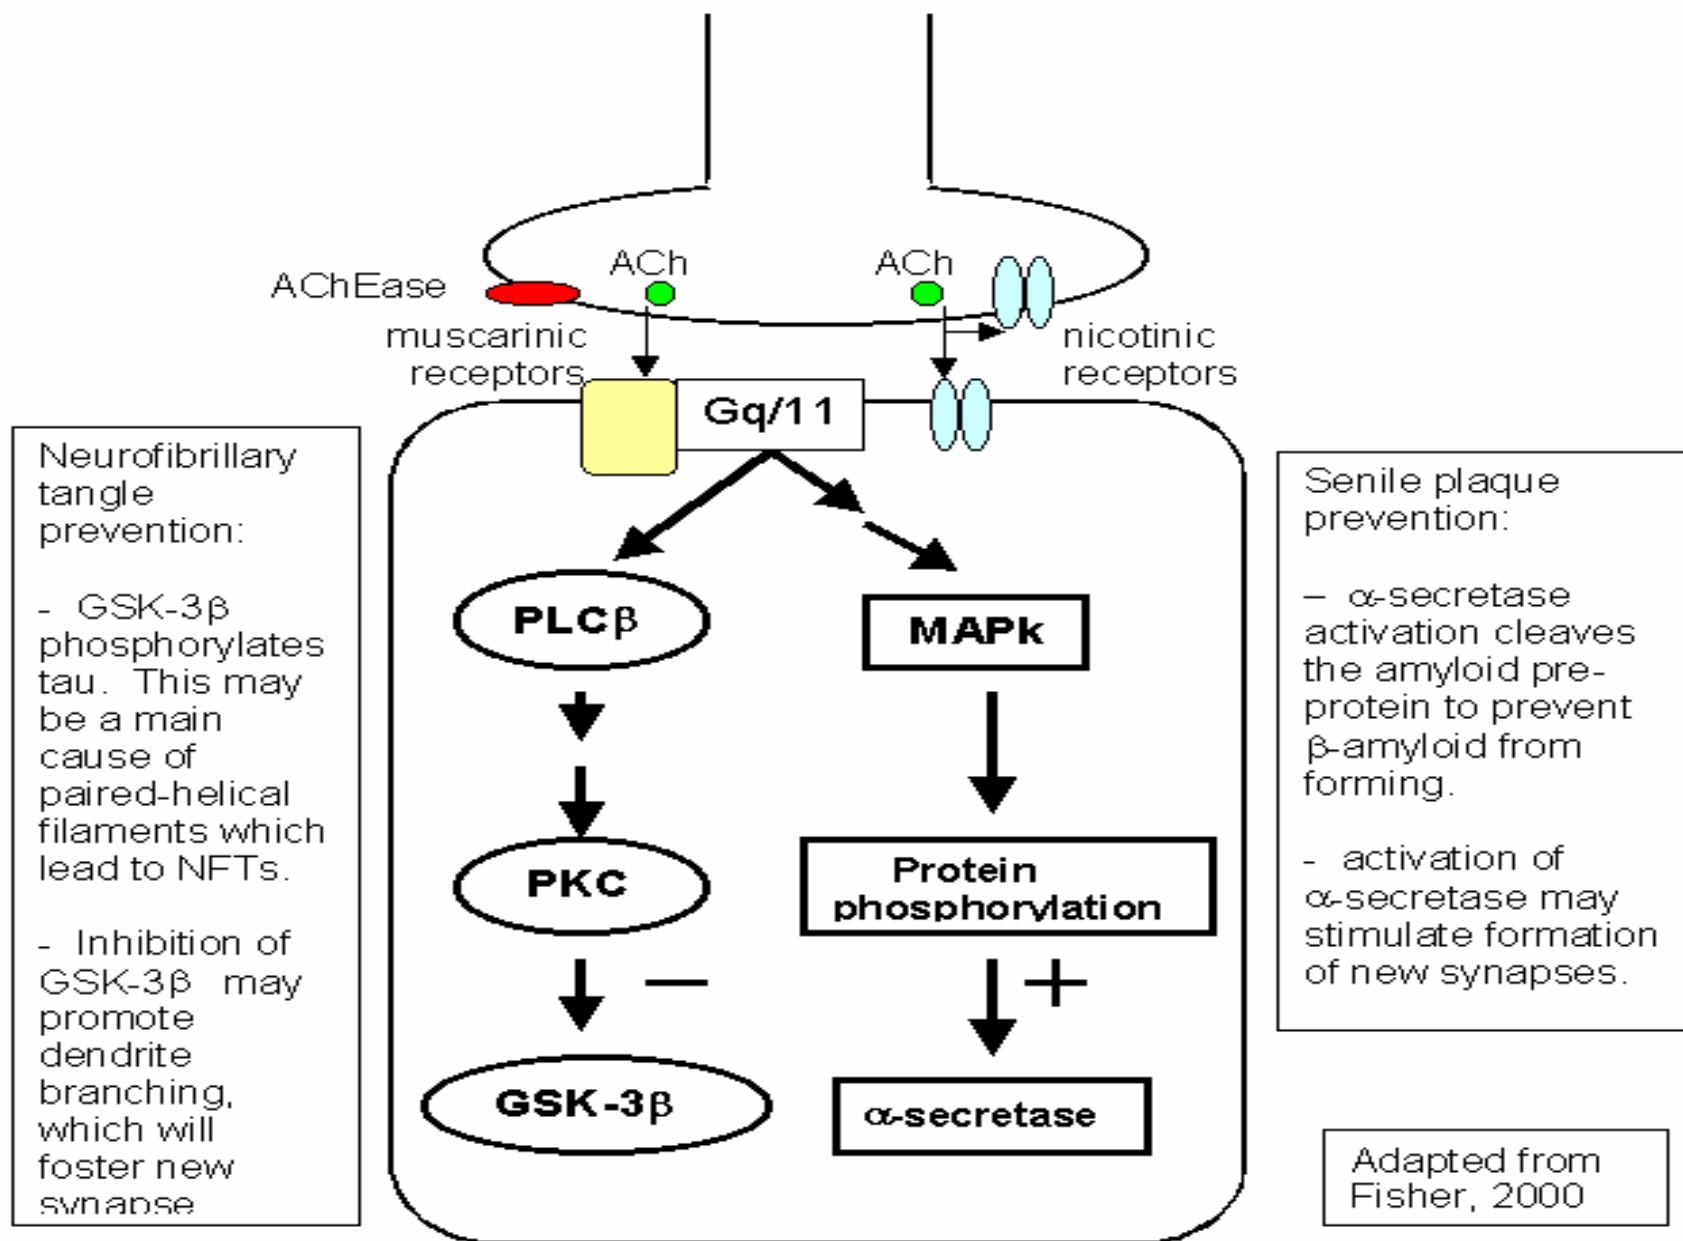 ACh
ACh
AChEase
muscarinic
receptors
nicotinic
receptors
Gq/11
Neurofibrillary
tangle
prevention:
- GSK-3β
phosphorylates
tau. This may
be a main
cause of
paired-helical
filaments which
lead to NFTs.
- Inhibition of
GSK-3β may
promote
dendrite
branching,
which will
foster new
synapse
PLCβ
MAPk
PKC
Protein
phosphorylation
−
+
GSK-3β
α-secretase
Senile plaque
prevention:
– α-secretase
activation cleaves
the amyloid pre-
protein to prevent
β-amyloid from
forming.
- activation of
α-secretase may
stimulate formation
of new synapses.
Adapted from
Fisher, 2000